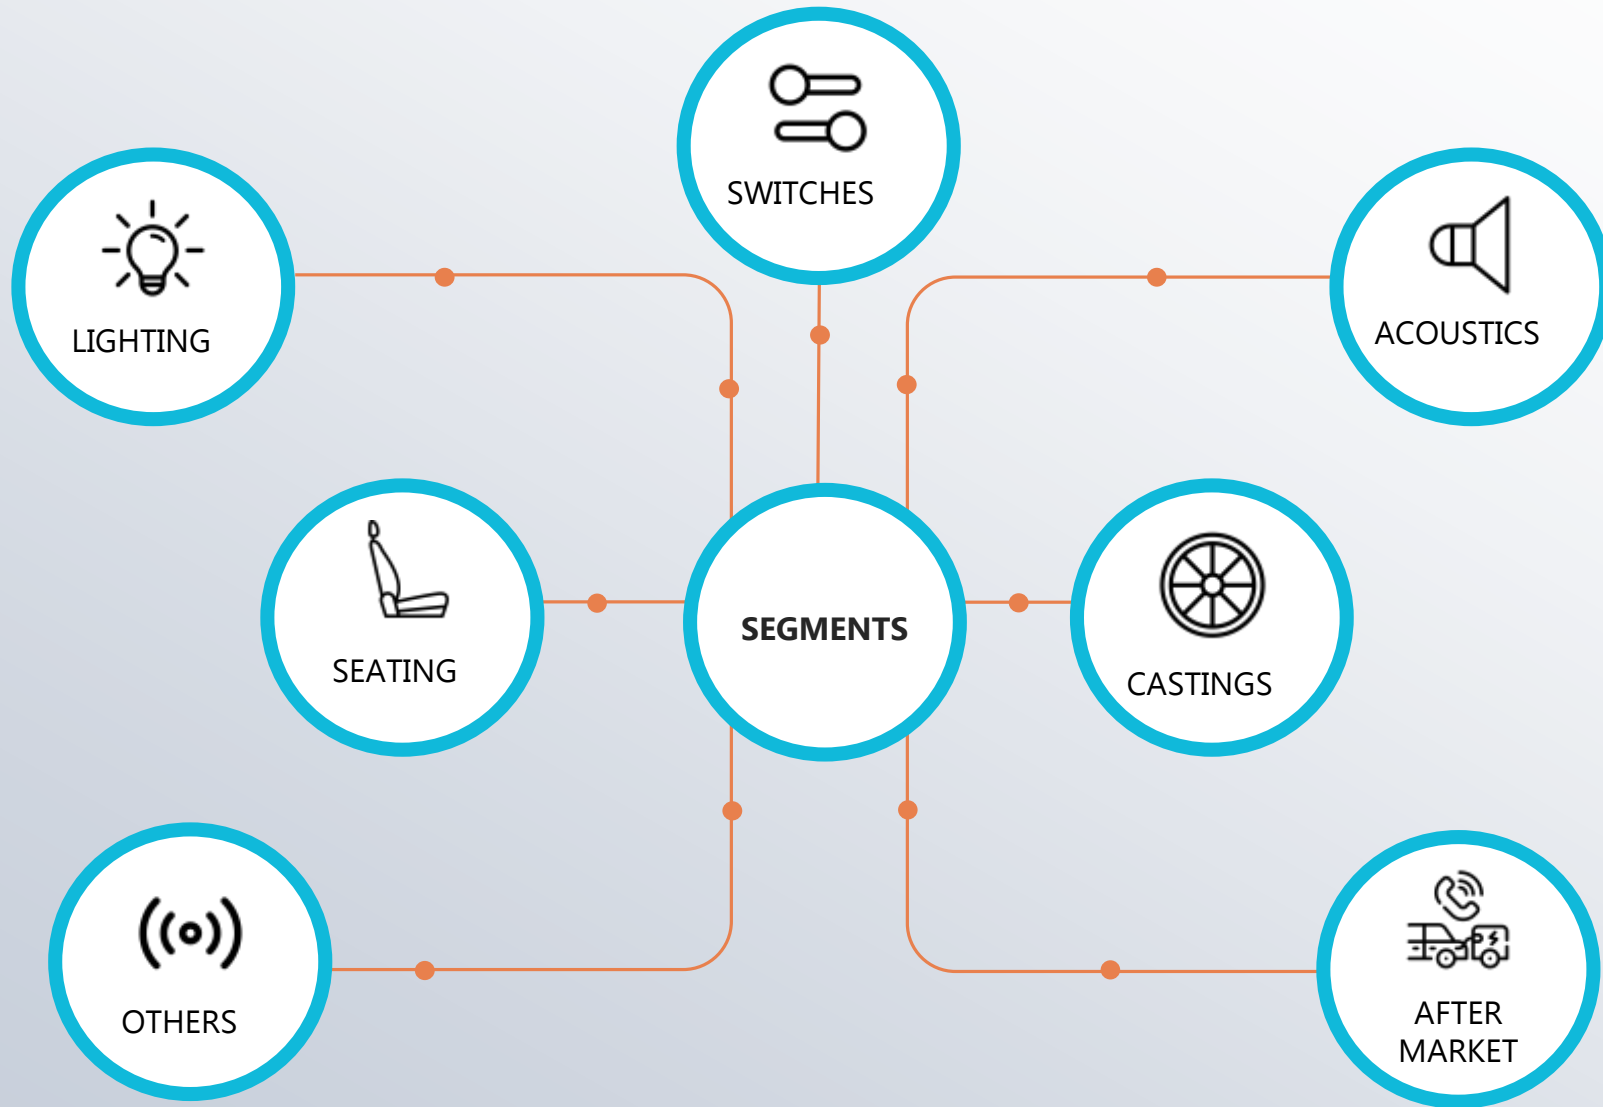 SWITCHES
LIGHTING
ACOUSTICS
SEATING
SEGMENTS
CASTINGS
OTHERS
AFTER
MARKET